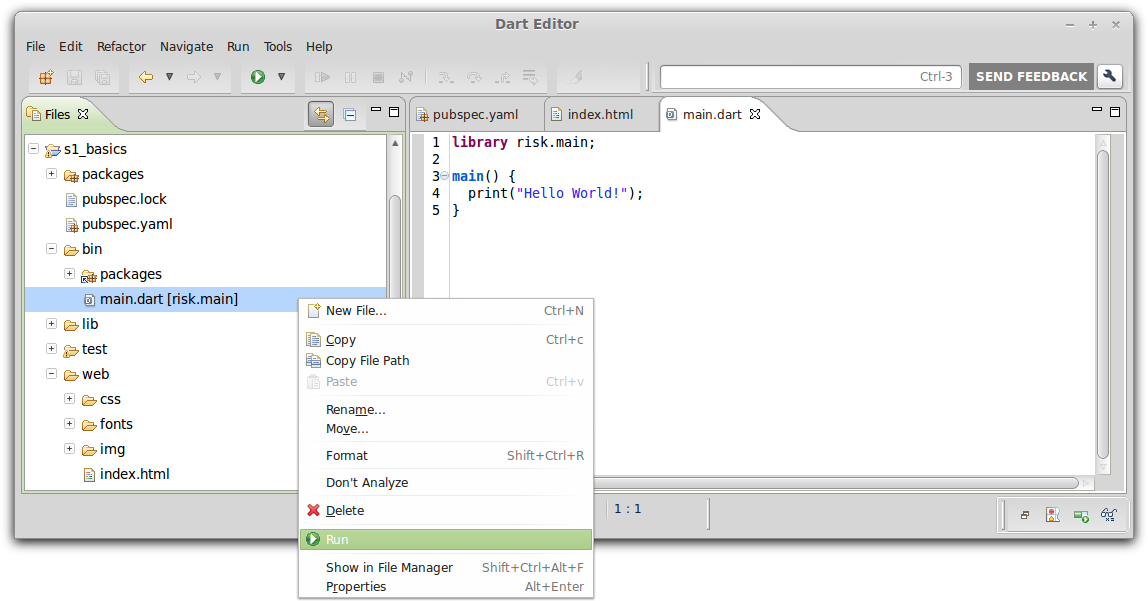 Dart Editor
File Edit Refactor Navigate Run Tools Help
Ctrl-3 SEND FEEDBACK
Files
pubspec.yaml index.html main.dart
s1_basics
packages
pubspec.lock
pubspec.yaml
bin
packages
main.dart [risk.main]
lib
test
web
css
fonts
img
index.html
1 library risk.main;
2
3 main() {
4 print("Hello World!");
5 }
New File... Ctrl+N
Copy Ctrl+c
Copy File Path
Paste Ctrl+v
Rename...
Move...
Format Shift+Ctrl+R
Don't Analyze
Delete
Run
Show in File Manager Shift+Ctrl+Alt+F
Properties Alt+Enter
1 : 1